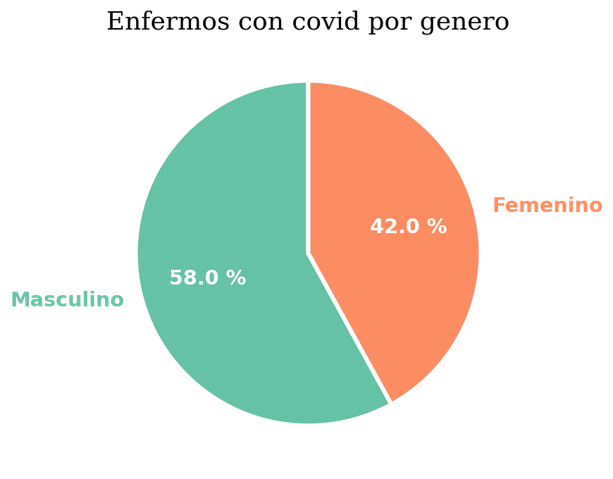 Enfermos con covid por genero
Femenino
42.0 %
58.0 %
Masculino